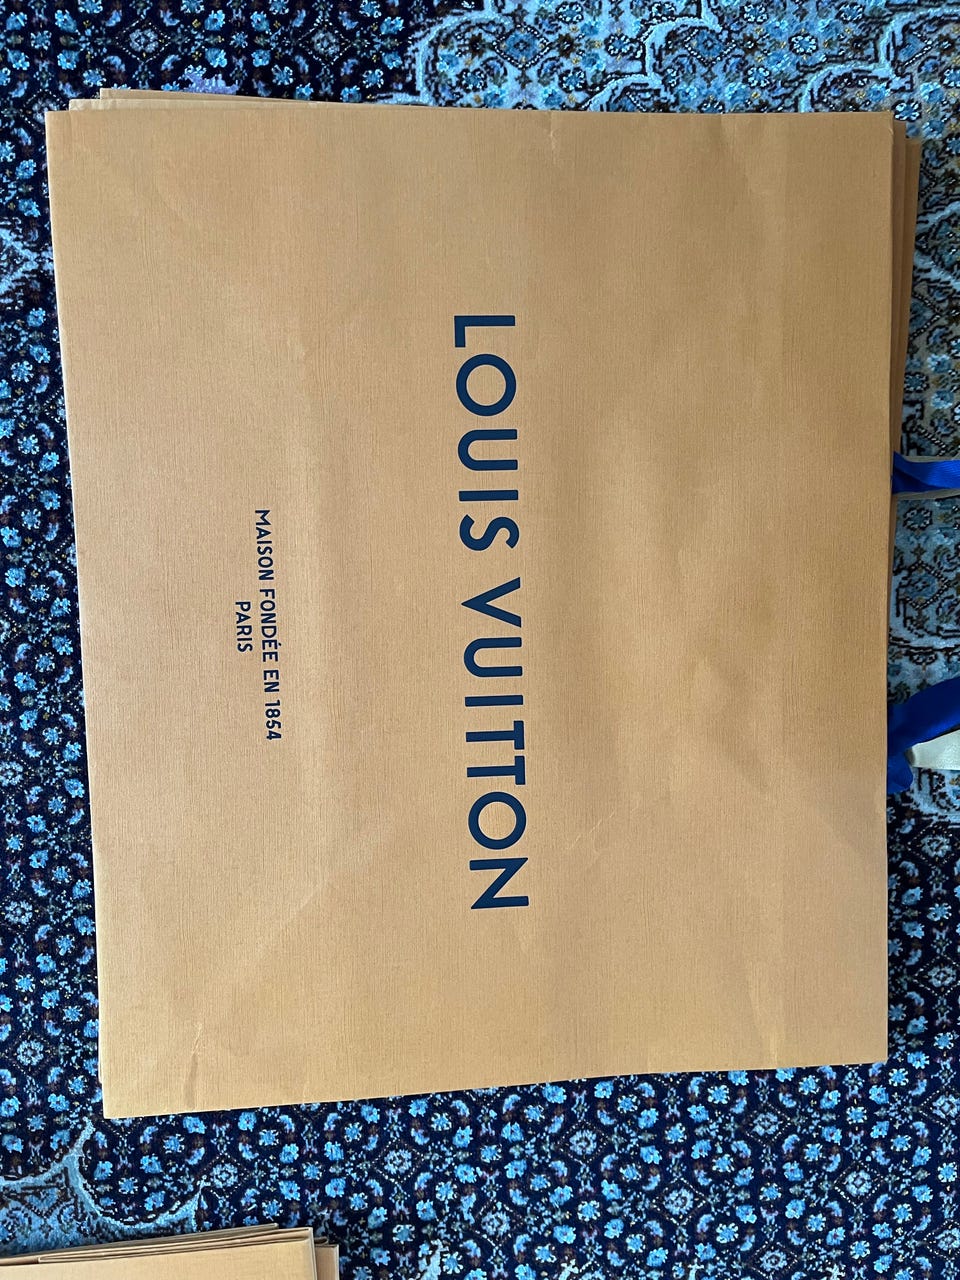 LOUIS VUITTON
MAISON FONDÉE EN 1854
PARIS